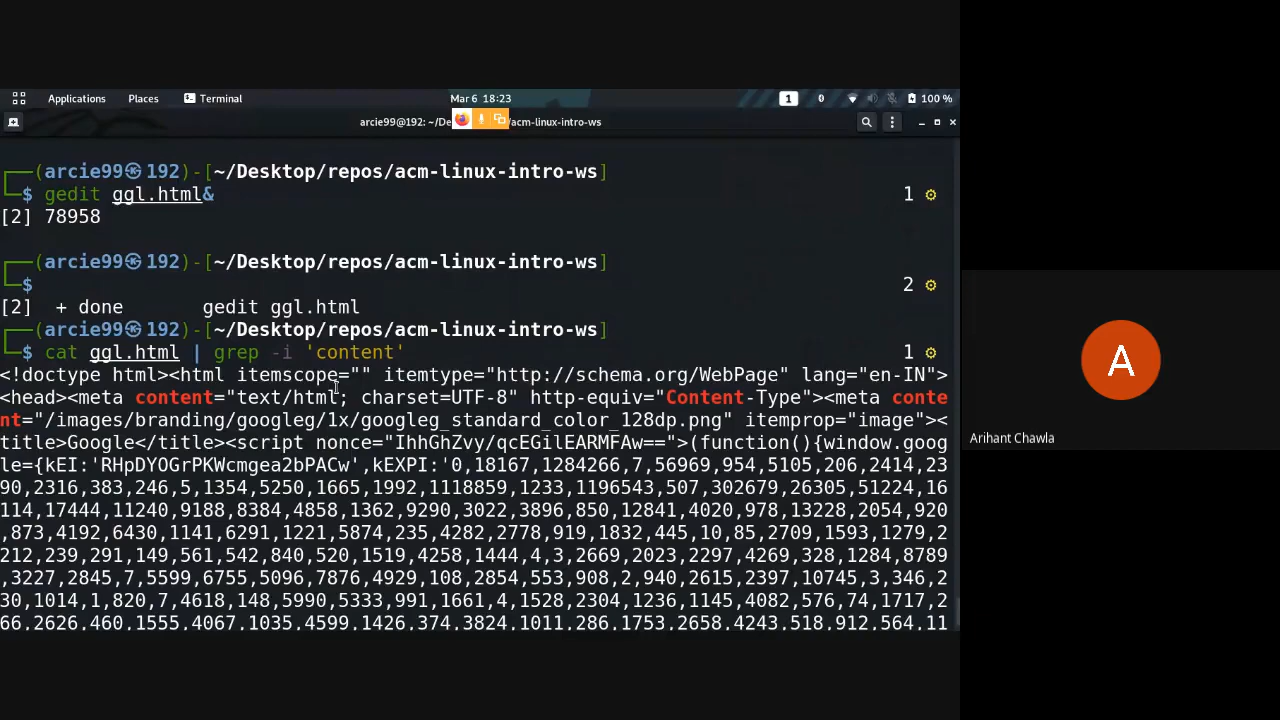 Applications Places Terminal Mar 6 18:23 1 100 %
arcie99@192: ~/De /acm-linux-intro-ws
(arcie99㉿192)-[~/Desktop/repos/acm-linux-intro-ws]
$ gedit ggl.html& 1
[2] 78958
(arcie99㉿192)-[~/Desktop/repos/acm-linux-intro-ws]
$ 2
[2] + done gedit ggl.html
(arcie99㉿192)-[~/Desktop/repos/acm-linux-intro-ws]
$ cat ggl.html | grep -i 'content' 1
<!doctype html><html itemscope="" itemtype="http://schema.org/WebPage" lang="en-IN">
<head><meta content="text/html; charset=UTF-8" http-equiv="Content-Type"><meta conte
nt="/images/branding/googleg/1x/googleg_standard_color_128dp.png" itemprop="image"><
title>Google</title><script nonce="IhhGhZvy/qcEGilEARMFAw==">(function(){window.goog
le={kEI:'RHpDYOGrPKWcmgea2bPACw',kEXPI:'0,18167,1284266,7,56969,954,5105,206,2414,23
90,2316,383,246,5,1354,5250,1665,1992,1118859,1233,1196543,507,302679,26305,51224,16
114,17444,11240,9188,8384,4858,1362,9290,3022,3896,850,12841,4020,978,13228,2054,920
,873,4192,6430,1141,6291,1221,5874,235,4282,2778,919,1832,445,10,85,2709,1593,1279,2
212,239,291,149,561,542,840,520,1519,4258,1444,4,3,2669,2023,2297,4269,328,1284,8789
,3227,2845,7,5599,6755,5096,7876,4929,108,2854,553,908,2,940,2615,2397,10745,3,346,2
30,1014,1,820,7,4618,148,5990,5333,991,1661,4,1528,2304,1236,1145,4082,576,74,1717,2
66,2626,460,1555,4067,1035,4599,1426,374,3824,1011,286,1753,2658,4243,518,912,564,11
A
Arihant Chawla